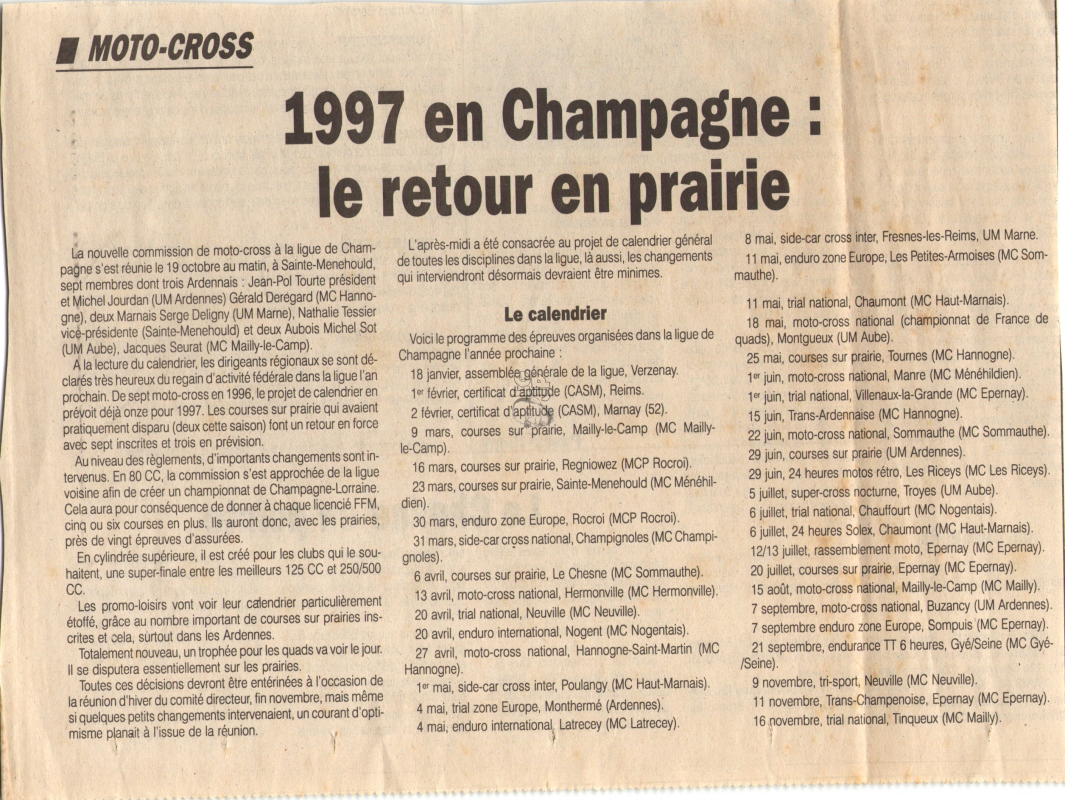 ■ MOTO-CROSS
1997 en Champagne :
le retour en prairie
La nouvelle commission de moto-cross à la ligue de Cham-
pagne s'est réunie le 19 octobre au matin, à Sainte-Menehould,
sept membres dont trois Ardennais : Jean-Pol Tourte président
et Michel Jourdan (UM Ardennes) Gérald Deregard (MC Hanno-
gne), deux Marnais Serge Deligny (UM Marne), Nathalie Tessier
vice-présidente (Sainte-Menehould) et deux Aubois Michel Sot
(UM Aube), Jacques Seurat (MC Mailly-le-Camp).
A la lecture du calendrier, les dirigeants régionaux se sont dé-
clarés très heureux du regain d'activité fédérale dans la ligue l'an
prochain. De sept moto-cross en 1996, le projet de calendrier en
prévoit déjà onze pour 1997. Les courses sur prairie qui avaient
pratiquement disparu (deux cette saison) font un retour en force
avec sept inscrites et trois en prévision.
Au niveau des règlements, d'importants changements sont in-
tervenus. En 80 CC, la commission s'est approchée de la ligue
voisine afin de créer un championnat de Champagne-Lorraine.
Cela aura pour conséquence de donner à chaque licencié FFM,
cinq ou six courses en plus. Ils auront donc, avec les prairies,
près de vingt épreuves d'assurées.
En cylindrée supérieure, il est créé pour les clubs qui le sou-
haitent, une super-finale entre les meilleurs 125 CC et 250/500
CC.
Les promo-loisirs vont voir leur calendrier particulièrement
étoffé, grâce au nombre important de courses sur prairies ins-
crites et cela, surtout dans les Ardennes.
Totalement nouveau, un trophée pour les quads va voir le jour.
Il se disputera essentiellement sur les prairies.
Toutes ces décisions devront être entérinées à l'occasion de
la réunion d'hiver du comité directeur, fin novembre, mais même
si quelques petits changements intervenaient, un courant d'opti-
misme planait à l'issue de la réunion.
L'après-midi a été consacrée au projet de calendrier général
de toutes les disciplines dans la ligue, là aussi, les changements
qui interviendront désormais devraient être minimes.
Le calendrier
Voici le programme des épreuves organisées dans la ligue de
Champagne l'année prochaine :
18 janvier, assemblée générale de la ligue, Verzenay.
1er février, certificat d'aptitude (CASM), Reims.
2 février, certificat d'aptitude (CASM), Marnay (52).
9 mars, courses sur prairie, Mailly-le-Camp (MC Mailly-
le-Camp).
16 mars, courses sur prairie, Regniowez (MCP Rocroi).
23 mars, courses sur prairie, Sainte-Menehould (MC Ménéhil-
dien).
30 mars, enduro zone Europe, Rocroi (MCP Rocroi).
31 mars, side-car cross national, Champignoles (MC Champi-
gnoles).
6 avril, courses sur prairie, Le Chesne (MC Sommauthe).
13 avril, moto-cross national, Hermonville (MC Hermonville).
20 avril, trial national, Neuville (MC Neuville).
20 avril, enduro international, Nogent (MC Nogentais).
27 avril, moto-cross national, Hannogne-Saint-Martin (MC
Hannogne).
1er mai, side-car cross inter, Poulangy (MC Haut-Marnais).
4 mai, trial zone Europe, Monthermé (Ardennes).
4 mai, enduro international, Latrecey (MC Latrecey).
8 mai, side-car cross inter, Fresnes-les-Reims, UM Marne.
11 mai, enduro zone Europe, Les Petites-Armoises (MC Som-
mauthe).
11 mai, trial national, Chaumont (MC Haut-Marnais).
18 mai, moto-cross national (championnat de France de
quads), Montgueux (UM Aube).
25 mai, courses sur prairie, Tournes (MC Hannogne).
1er juin, moto-cross national, Manre (MC Ménéhildien).
1er juin, trial national, Villenaux-la-Grande (MC Epernay).
15 juin, Trans-Ardennaise (MC Hannogne).
22 juin, moto-cross national, Sommauthe (MC Sommauthe).
29 juin, courses sur prairie (UM Ardennes).
29 juin, 24 heures motos rétro, Les Riceys (MC Les Riceys).
5 juillet, super-cross nocturne, Troyes (UM Aube).
6 juillet, trial national, Chauffourt (MC Nogentais).
6 juillet, 24 heures Solex, Chaumont (MC Haut-Marnais).
12/13 juillet, rassemblement moto, Epernay (MC Epernay).
20 juillet, courses sur prairie, Epernay (MC Epernay).
15 août, moto-cross national, Mailly-le-Camp (MC Mailly).
7 septembre, moto-cross national, Buzancy (UM Ardennes).
7 septembre enduro zone Europe, Sompuis (MC Epernay).
21 septembre, endurance TT 6 heures, Gyé/Seine (MC Gyé-
/Seine).
9 novembre, tri-sport, Neuville (MC Neuville).
11 novembre, Trans-Champenoise, Epernay (MC Epernay).
16 novembre, trial national, Tinqueux (MC Mailly).